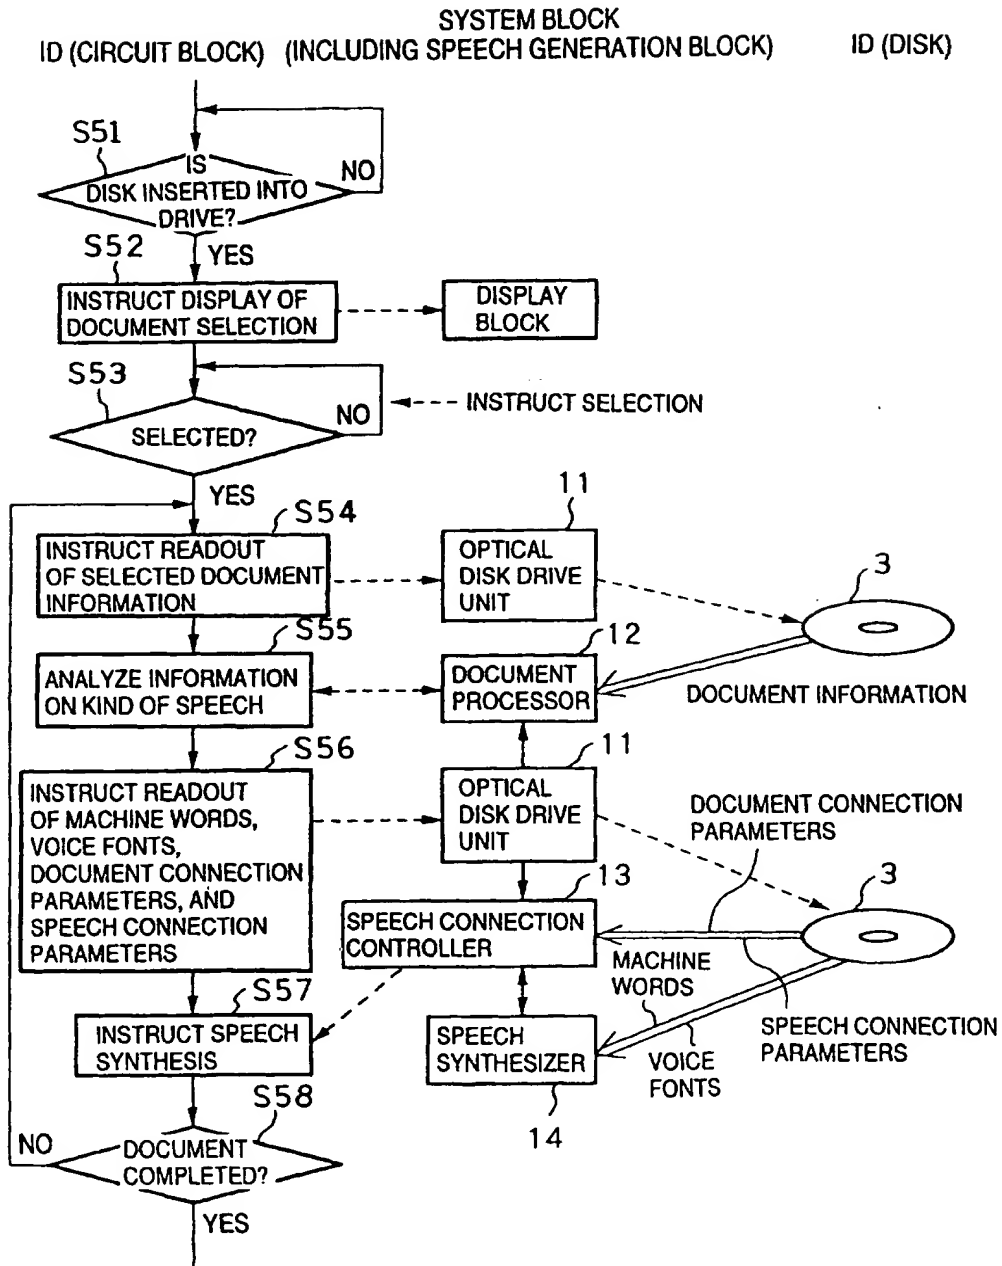 SYSTEM BLOCK
ID (CIRCUIT BLOCK) (INCLUDING SPEECH GENERATION BLOCK) ID (DISK)
S51
IS
DISK INSERTED INTO
DRIVE?
NO
YES
S52
INSTRUCT DISPLAY OF
DOCUMENT SELECTION
DISPLAY
BLOCK
S53
SELECTED?
NO
INSTRUCT SELECTION
YES
S54
INSTRUCT READOUT
OF SELECTED DOCUMENT
INFORMATION
11
OPTICAL
DISK DRIVE
UNIT
3
S55
ANALYZE INFORMATION
ON KIND OF SPEECH
12
DOCUMENT
PROCESSOR
DOCUMENT INFORMATION
S56
INSTRUCT READOUT
OF MACHINE WORDS,
VOICE FONTS,
DOCUMENT CONNECTION
PARAMETERS, AND
SPEECH CONNECTION
PARAMETERS
11
OPTICAL
DISK DRIVE
UNIT
DOCUMENT CONNECTION
PARAMETERS
13
SPEECH CONNECTION
CONTROLLER
3
MACHINE
WORDS
SPEECH CONNECTION
PARAMETERS
VOICE
FONTS
S57
INSTRUCT SPEECH
SYNTHESIS
SPEECH
SYNTHESIZER
14
S58
DOCUMENT
COMPLETED?
NO
YES